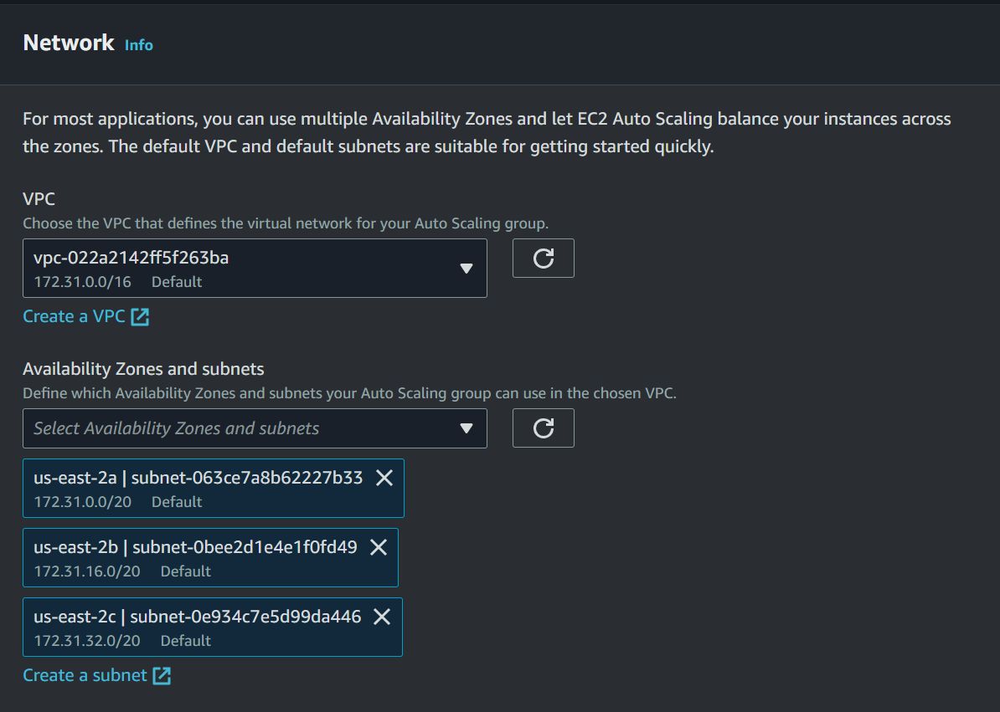 Network Info
For most applications, you can use multiple Availability Zones and let EC2 Auto Scaling balance your instances across
the zones. The default VPC and default subnets are suitable for getting started quickly.
VPC
Choose the VPC that defines the virtual network for your Auto Scaling group.
vpc-022a2142ff5f263ba
172.31.0.0/16 Default
Create a VPC
Availability Zones and subnets
Define which Availability Zones and subnets your Auto Scaling group can use in the chosen VPC.
Select Availability Zones and subnets
us-east-2a | subnet-063ce7a8b62227b33
172.31.0.0/20 Default
us-east-2b | subnet-0bee2d1e4e1f0fd49
172.31.16.0/20 Default
us-east-2c | subnet-0e934c7e5d99da446
172.31.32.0/20 Default
Create a subnet